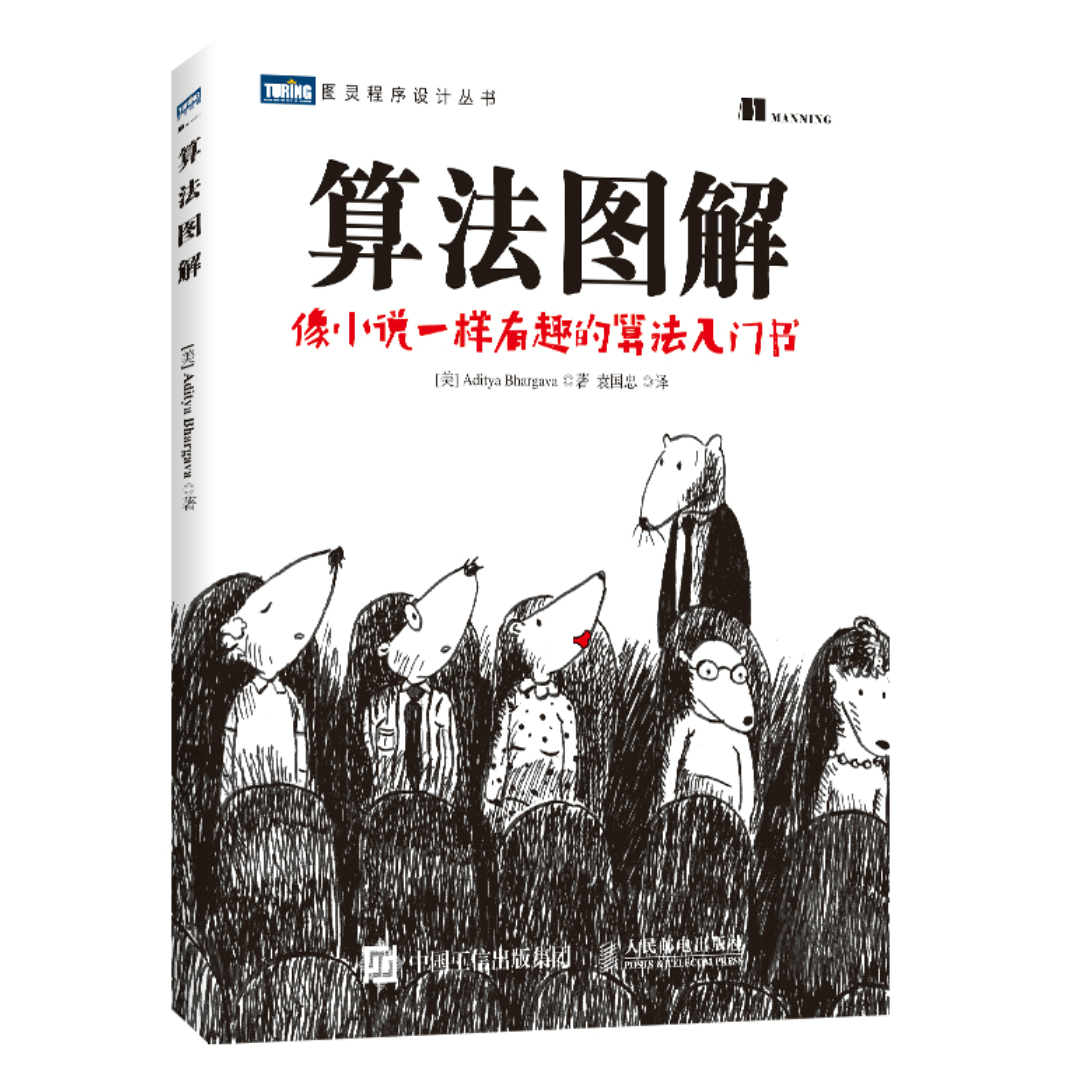 TURING 图灵程序设计丛书
MANNING
算法图解
像小说一样有趣的算法入门书
[美] Aditya Bhargava ◎著 袁国忠 ◎译
中国工信出版集团
人民邮电出版社
POSTS & TELECOM PRESS
TURING
算法图解
[美] Aditya Bhargava ◎著